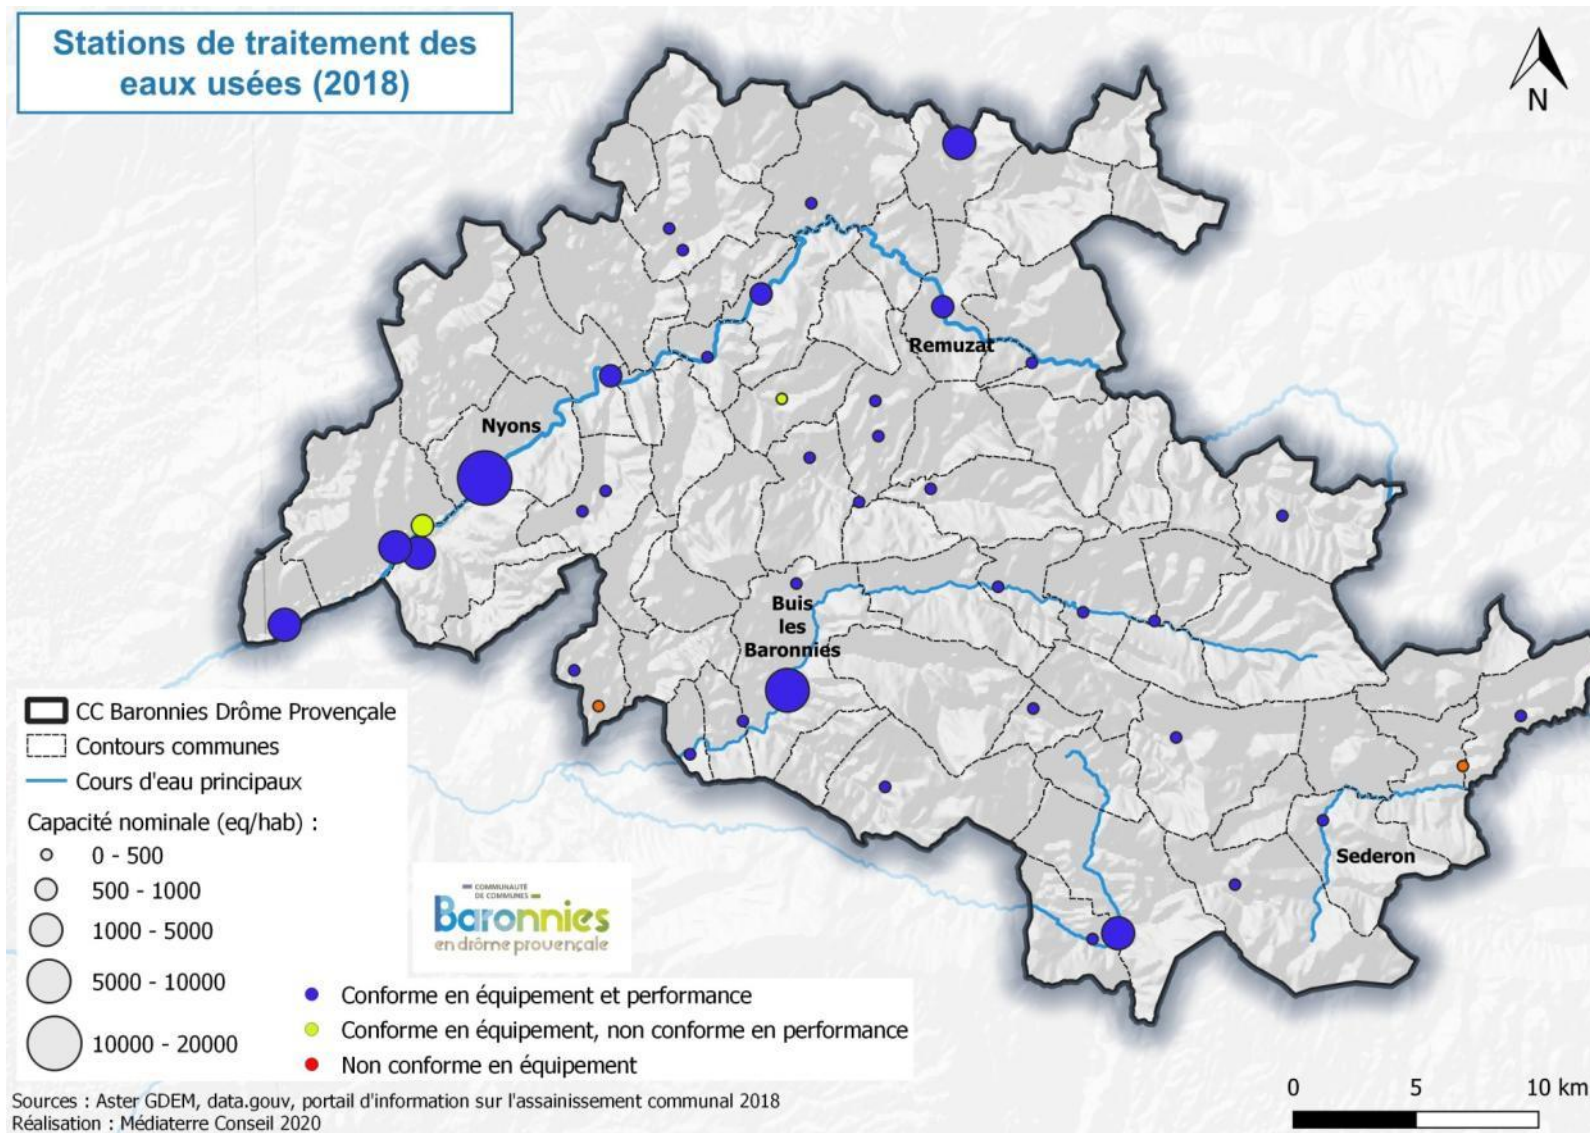 Stations de traitement des
eaux usées (2018)
N
Remuzat
Nyons
Buis
les
Baronnies
Sederon
CC Baronnies Drôme Provençale
Contours communes
Cours d'eau principaux
Capacité nominale (eq/hab) :
0 - 500
500 - 1000
1000 - 5000
5000 - 10000
10000 - 20000
COMMUNAUTÉ
DE COMMUNES
Baronnies
en drôme provençale
Conforme en équipement et performance
Conforme en équipement, non conforme en performance
Non conforme en équipement
0 5 10 km
Sources : Aster GDEM, data.gouv, portail d'information sur l'assainissement communal 2018
Réalisation : Médiaterre Conseil 2020